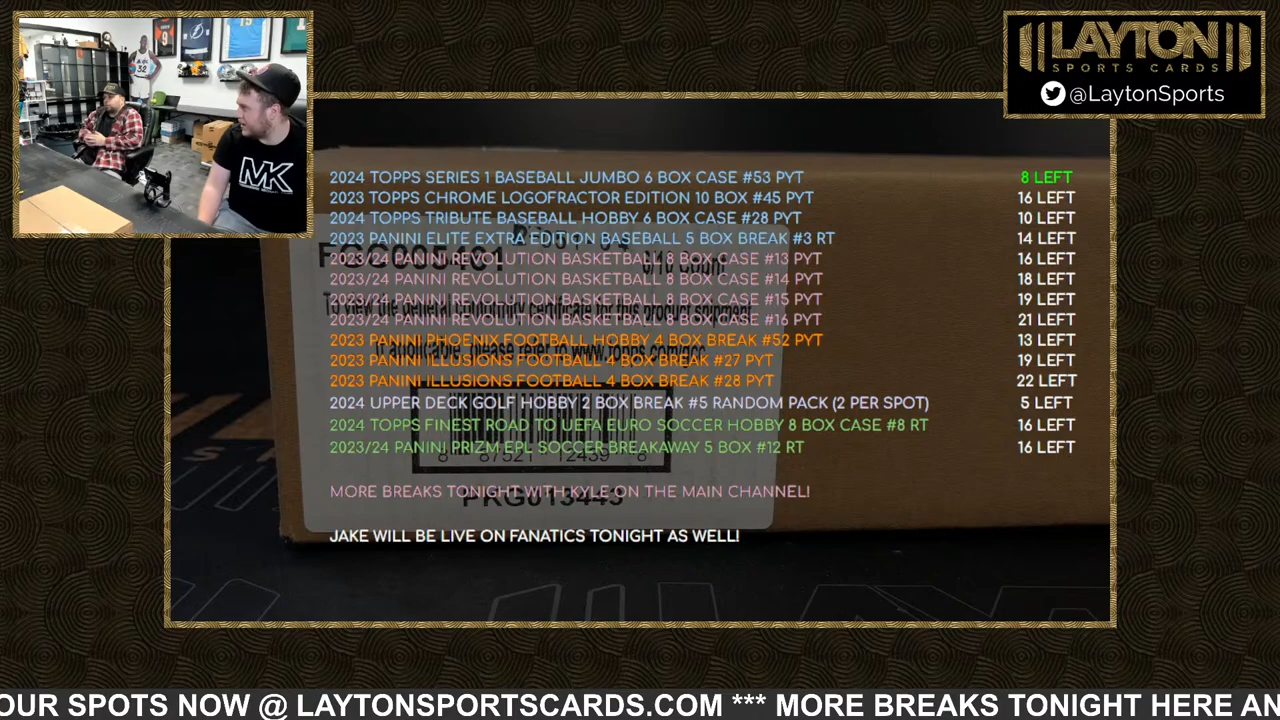 LAYTON
SPORTS CARDS
@LaytonSports
2024 TOPPS SERIES 1 BASEBALL JUMBO 6 BOX CASE #53 PYT 8 LEFT
2023 TOPPS CHROME LOGOFRACTOR EDITION 10 BOX #45 PYT 16 LEFT
2024 TOPPS TRIBUTE BASEBALL HOBBY 6 BOX CASE #28 PYT 10 LEFT
2023 PANINI ELITE EXTRA EDITION BASEBALL 5 BOX BREAK #3 RT 14 LEFT
2023/24 PANINI REVOLUTION BASKETBALL 8 BOX CASE #13 PYT 16 LEFT
2023/24 PANINI REVOLUTION BASKETBALL 8 BOX CASE #14 PYT 18 LEFT
2023/24 PANINI REVOLUTION BASKETBALL 8 BOX CASE #15 PYT 19 LEFT
2023/24 PANINI REVOLUTION BASKETBALL 8 BOX CASE #16 PYT 21 LEFT
2023 PANINI PHOENIX FOOTBALL HOBBY 4 BOX BREAK #52 PYT 13 LEFT
2023 PANINI ILLUSIONS FOOTBALL 4 BOX BREAK #27 PYT 19 LEFT
2023 PANINI ILLUSIONS FOOTBALL 4 BOX BREAK #28 PYT 22 LEFT
2024 UPPER DECK GOLF HOBBY 2 BOX BREAK #5 RANDOM PACK (2 PER SPOT) 5 LEFT
2024 TOPPS FINEST ROAD TO UEFA EURO SOCCER HOBBY 8 BOX CASE #8 RT 16 LEFT
2023/24 PANINI PRIZM EPL SOCCER BREAKAWAY 5 BOX #12 RT 16 LEFT
MORE BREAKS TONIGHT WITH KYLE ON THE MAIN CHANNEL!
PKG013443
JAKE WILL BE LIVE ON FANATICS TONIGHT AS WELL!
MK
OUR SPOTS NOW @ LAYTONSPORTSCARDS.COM *** MORE BREAKS TONIGHT HERE AN